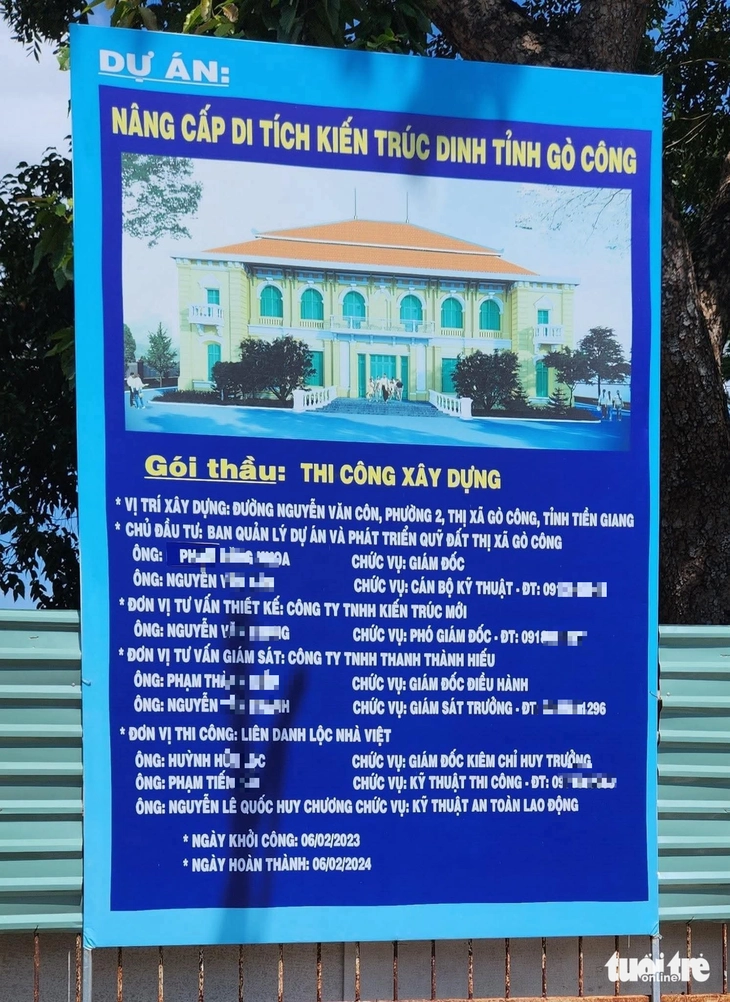 DỰ ÁN:
NÂNG CẤP DI TÍCH KIẾN TRÚC DINH TỈNH GÒ CÔNG
Gói thầu: THI CÔNG XÂY DỰNG
* VỊ TRÍ XÂY DỰNG: ĐƯỜNG NGUYỄN VĂN CÔN, PHƯỜNG 2, THỊ XÃ GÒ CÔNG, TỈNH TIỀN GIANG
* CHỦ ĐẦU TƯ: BAN QUẢN LÝ DỰ ÁN VÀ PHÁT TRIỂN QUỸ ĐẤT THỊ XÃ GÒ CÔNG
ÔNG: CHỨC VỤ: GIÁM ĐỐC
ÔNG: NGUYỄN CHỨC VỤ: CÁN BỘ KỸ THUẬT - ĐT:
* ĐƠN VỊ TƯ VẤN THIẾT KẾ: CÔNG TY TNHH KIẾN TRÚC MỚI
ÔNG: NGUYỄN CHỨC VỤ: PHÓ GIÁM ĐỐC - ĐT:
* ĐƠN VỊ TƯ VẤN GIÁM SÁT: CÔNG TY TNHH THANH THÀNH HIẾU
ÔNG: PHẠM CHỨC VỤ: GIÁM ĐỐC ĐIỀU HÀNH
ÔNG: NGUYỄN CHỨC VỤ: GIÁM SÁT TRƯỞNG - ĐT 1296
* ĐƠN VỊ THI CÔNG: LIÊN DANH LỘC NHÀ VIỆT
ÔNG: HUỲNH CHỨC VỤ: GIÁM ĐỐC KIÊM CHỈ HUY TRƯỞNG
ÔNG: PHẠM TIẾN CHỨC VỤ: KỸ THUẬT THI CÔNG - ĐT:
ÔNG: NGUYỄN LÊ QUỐC HUY CHƯƠNG CHỨC VỤ: KỸ THUẬT AN TOÀN LAO ĐỘNG
* NGÀY KHỞI CÔNG: 06/02/2023
* NGÀY HOÀN THÀNH: 06/02/2024
tuổi trẻ
online